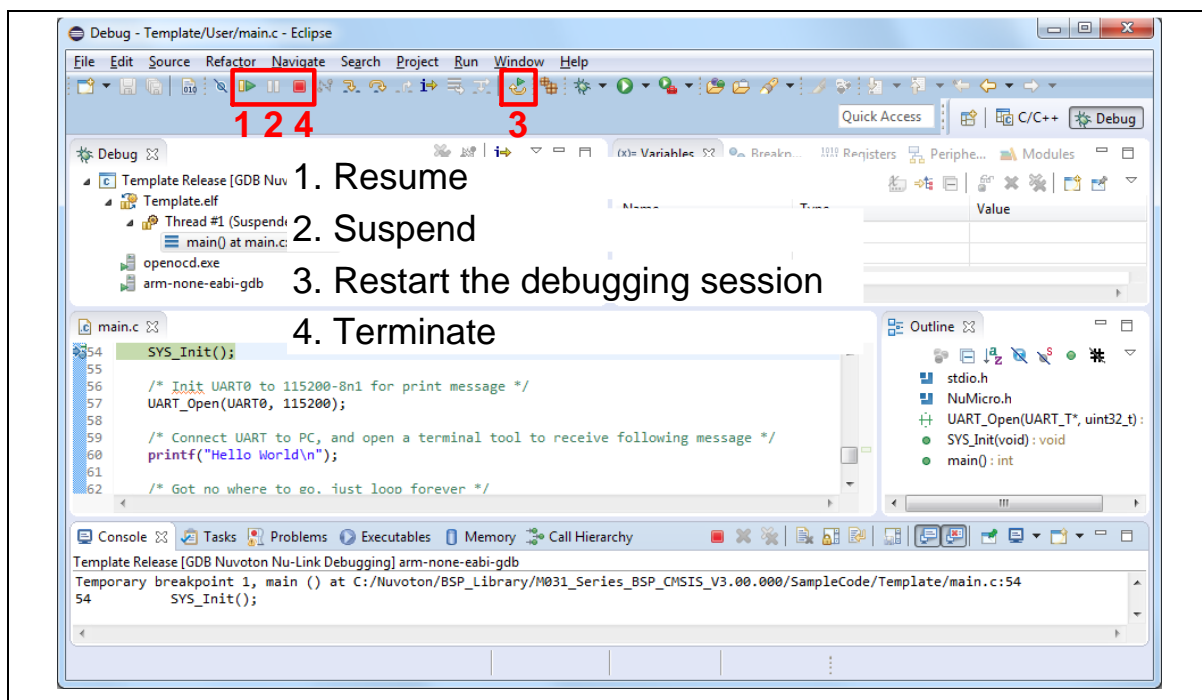 Debug - Template/User/main.c - Eclipse
File Edit Source Refactor Navigate Search Project Run Window Help
010
1 2 4 3
Quick Access C/C++ Debug
Debug (x)= Variables Breakp... 1010 Registers Periphe... Modules
Template Release [GDB Nuv
1. Resume
Template.elf
Name Type Value
Thread #1 (Suspende
2. Suspend
main() at main.c:
openocd.exe
arm-none-eabi-gdb
3. Restart the debugging session
4. Terminate
main.c Outline
54 SYS_Init();
55
56 /* Init UART0 to 115200-8n1 for print message */
57 UART_Open(UART0, 115200);
58
59 /* Connect UART to PC, and open a terminal tool to receive following message */
60 printf("Hello World\n");
61
62 /* Got no where to go, just loop forever */
stdio.h
NuMicro.h
UART_Open(UART_T*, uint32_t) :
SYS_Init(void) : void
main() : int
Console Tasks Problems Executables Memory Call Hierarchy
Template Release [GDB Nuvoton Nu-Link Debugging] arm-none-eabi-gdb
Temporary breakpoint 1, main () at C:/Nuvoton/BSP_Library/M031_Series_BSP_CMSIS_V3.00.000/SampleCode/Template/main.c:54
54 SYS_Init();